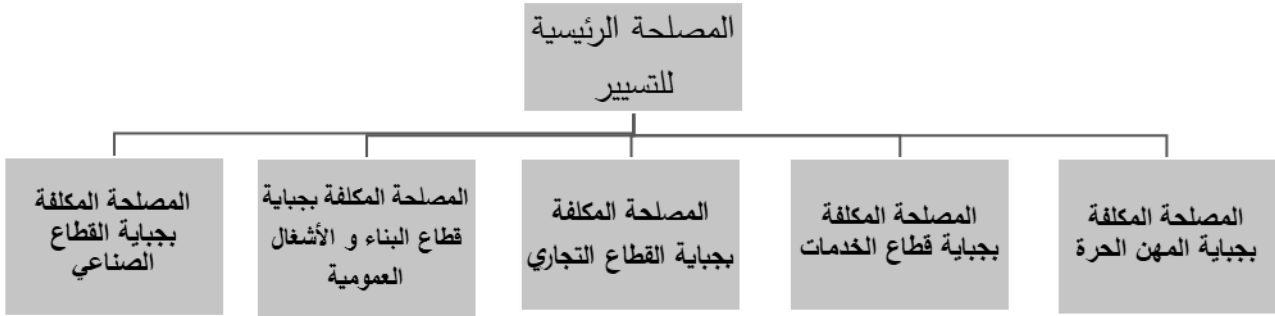 المصلحة الرئيسية
للتسيير
المصلحة المكلفة
بجباية المهن الحرة
المصلحة المكلفة
بجباية قطاع الخدمات
المصلحة المكلفة
بجباية القطاع التجاري
المصلحة المكلفة بجباية
قطاع البناء و الأشغال
العمومية
المصلحة المكلفة
بجباية القطاع
الصناعي